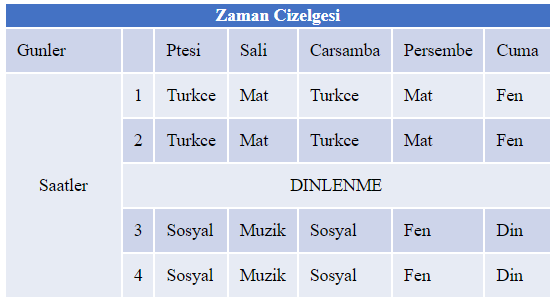 Zaman Cizelgesi
Gunler Ptesi Sali Carsamba Persembe Cuma
1 Turkce Mat Turkce Mat Fen
2 Turkce Mat Turkce Mat Fen
Saatler DINLENME
3 Sosyal Muzik Sosyal Fen Din
4 Sosyal Muzik Sosyal Fen Din